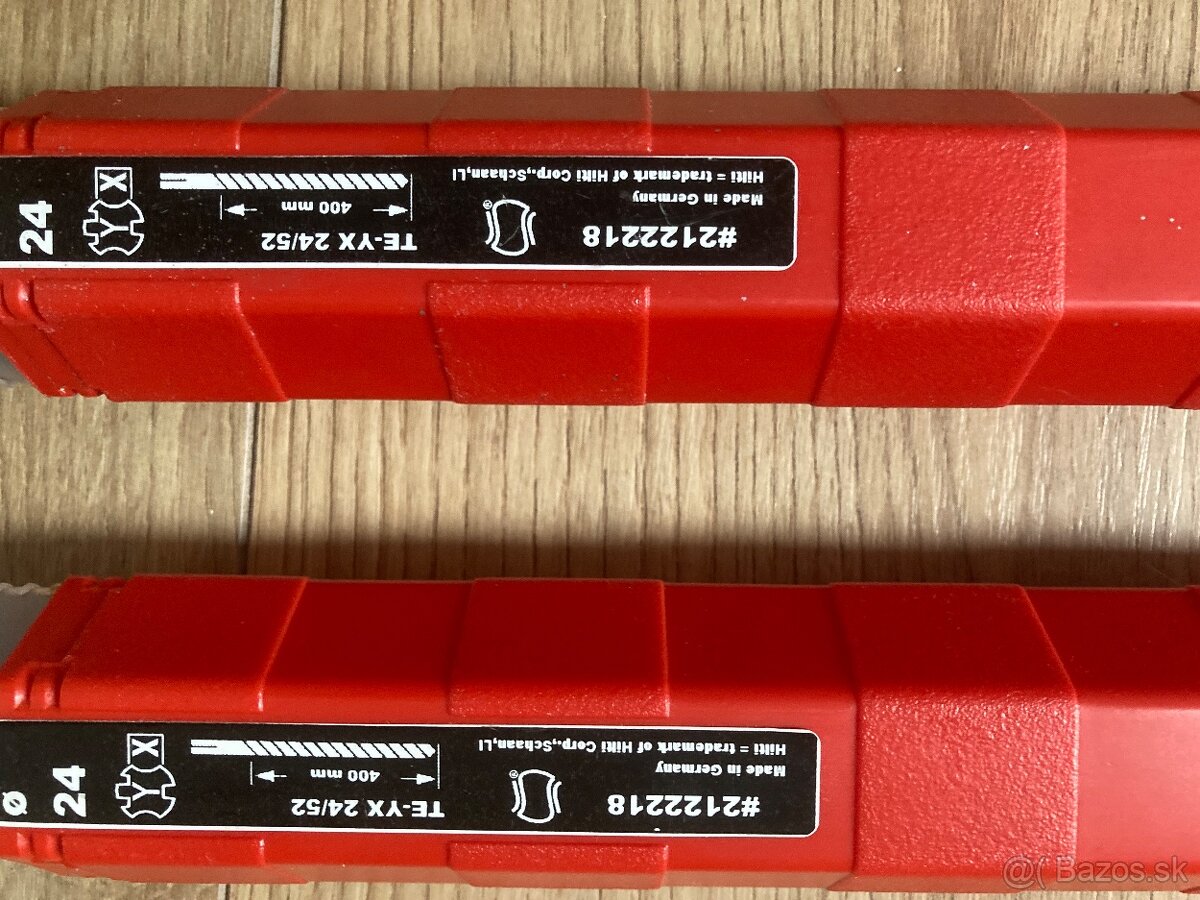 24
Y X
400 mm
TE-YX 24/52
#2122218
Made in Germany
Hilti = trademark of Hilti Corp.,Schaan,LI
®
Ø 24
Y X
400 mm
TE-YX 24/52
#2122218
Made in Germany
Hilti = trademark of Hilti Corp.,Schaan,LI
®
@( Bazos.sk